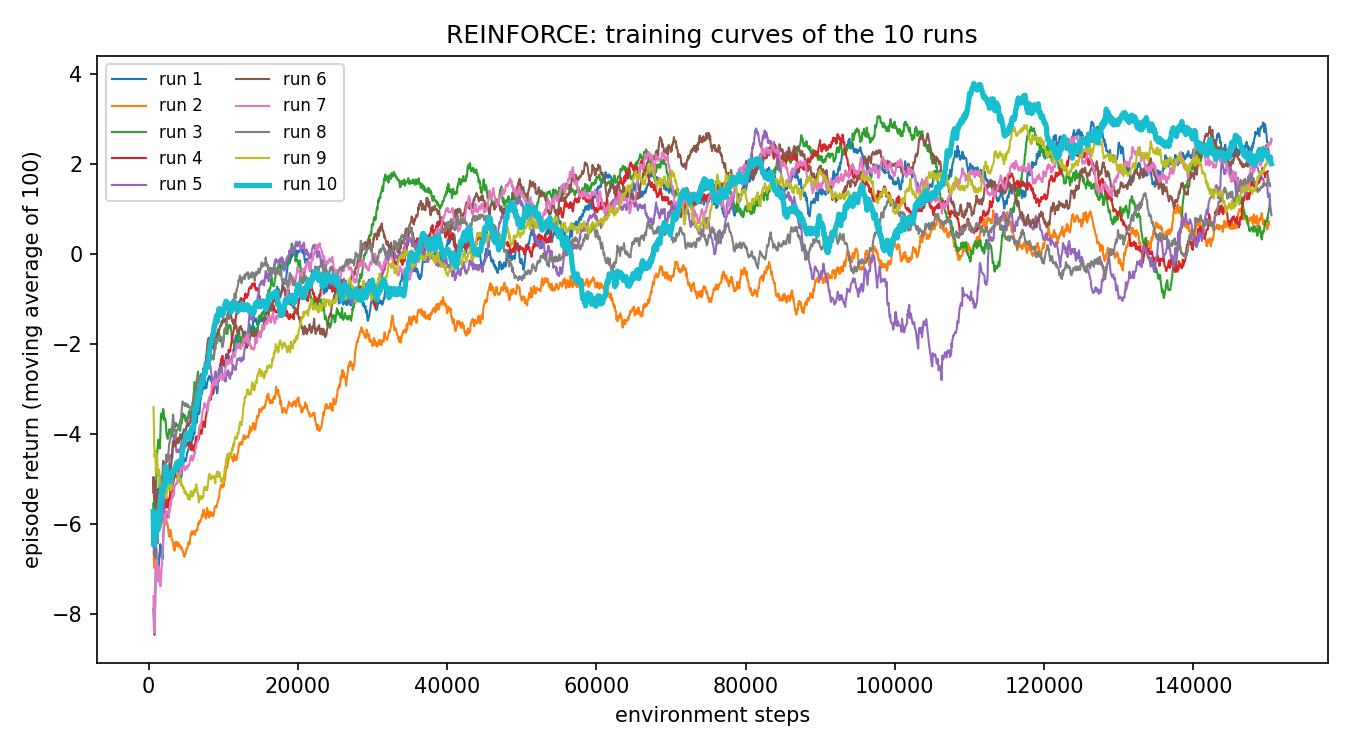 REINFORCE: training curves of the 10 runs
run 1
run 2
run 3
run 4
run 5
run 6
run 7
run 8
run 9
run 10
episode return (moving average of 100)
4
2
0
−2
−4
−6
−8
0
20000
40000
60000
80000
100000
120000
140000
environment steps